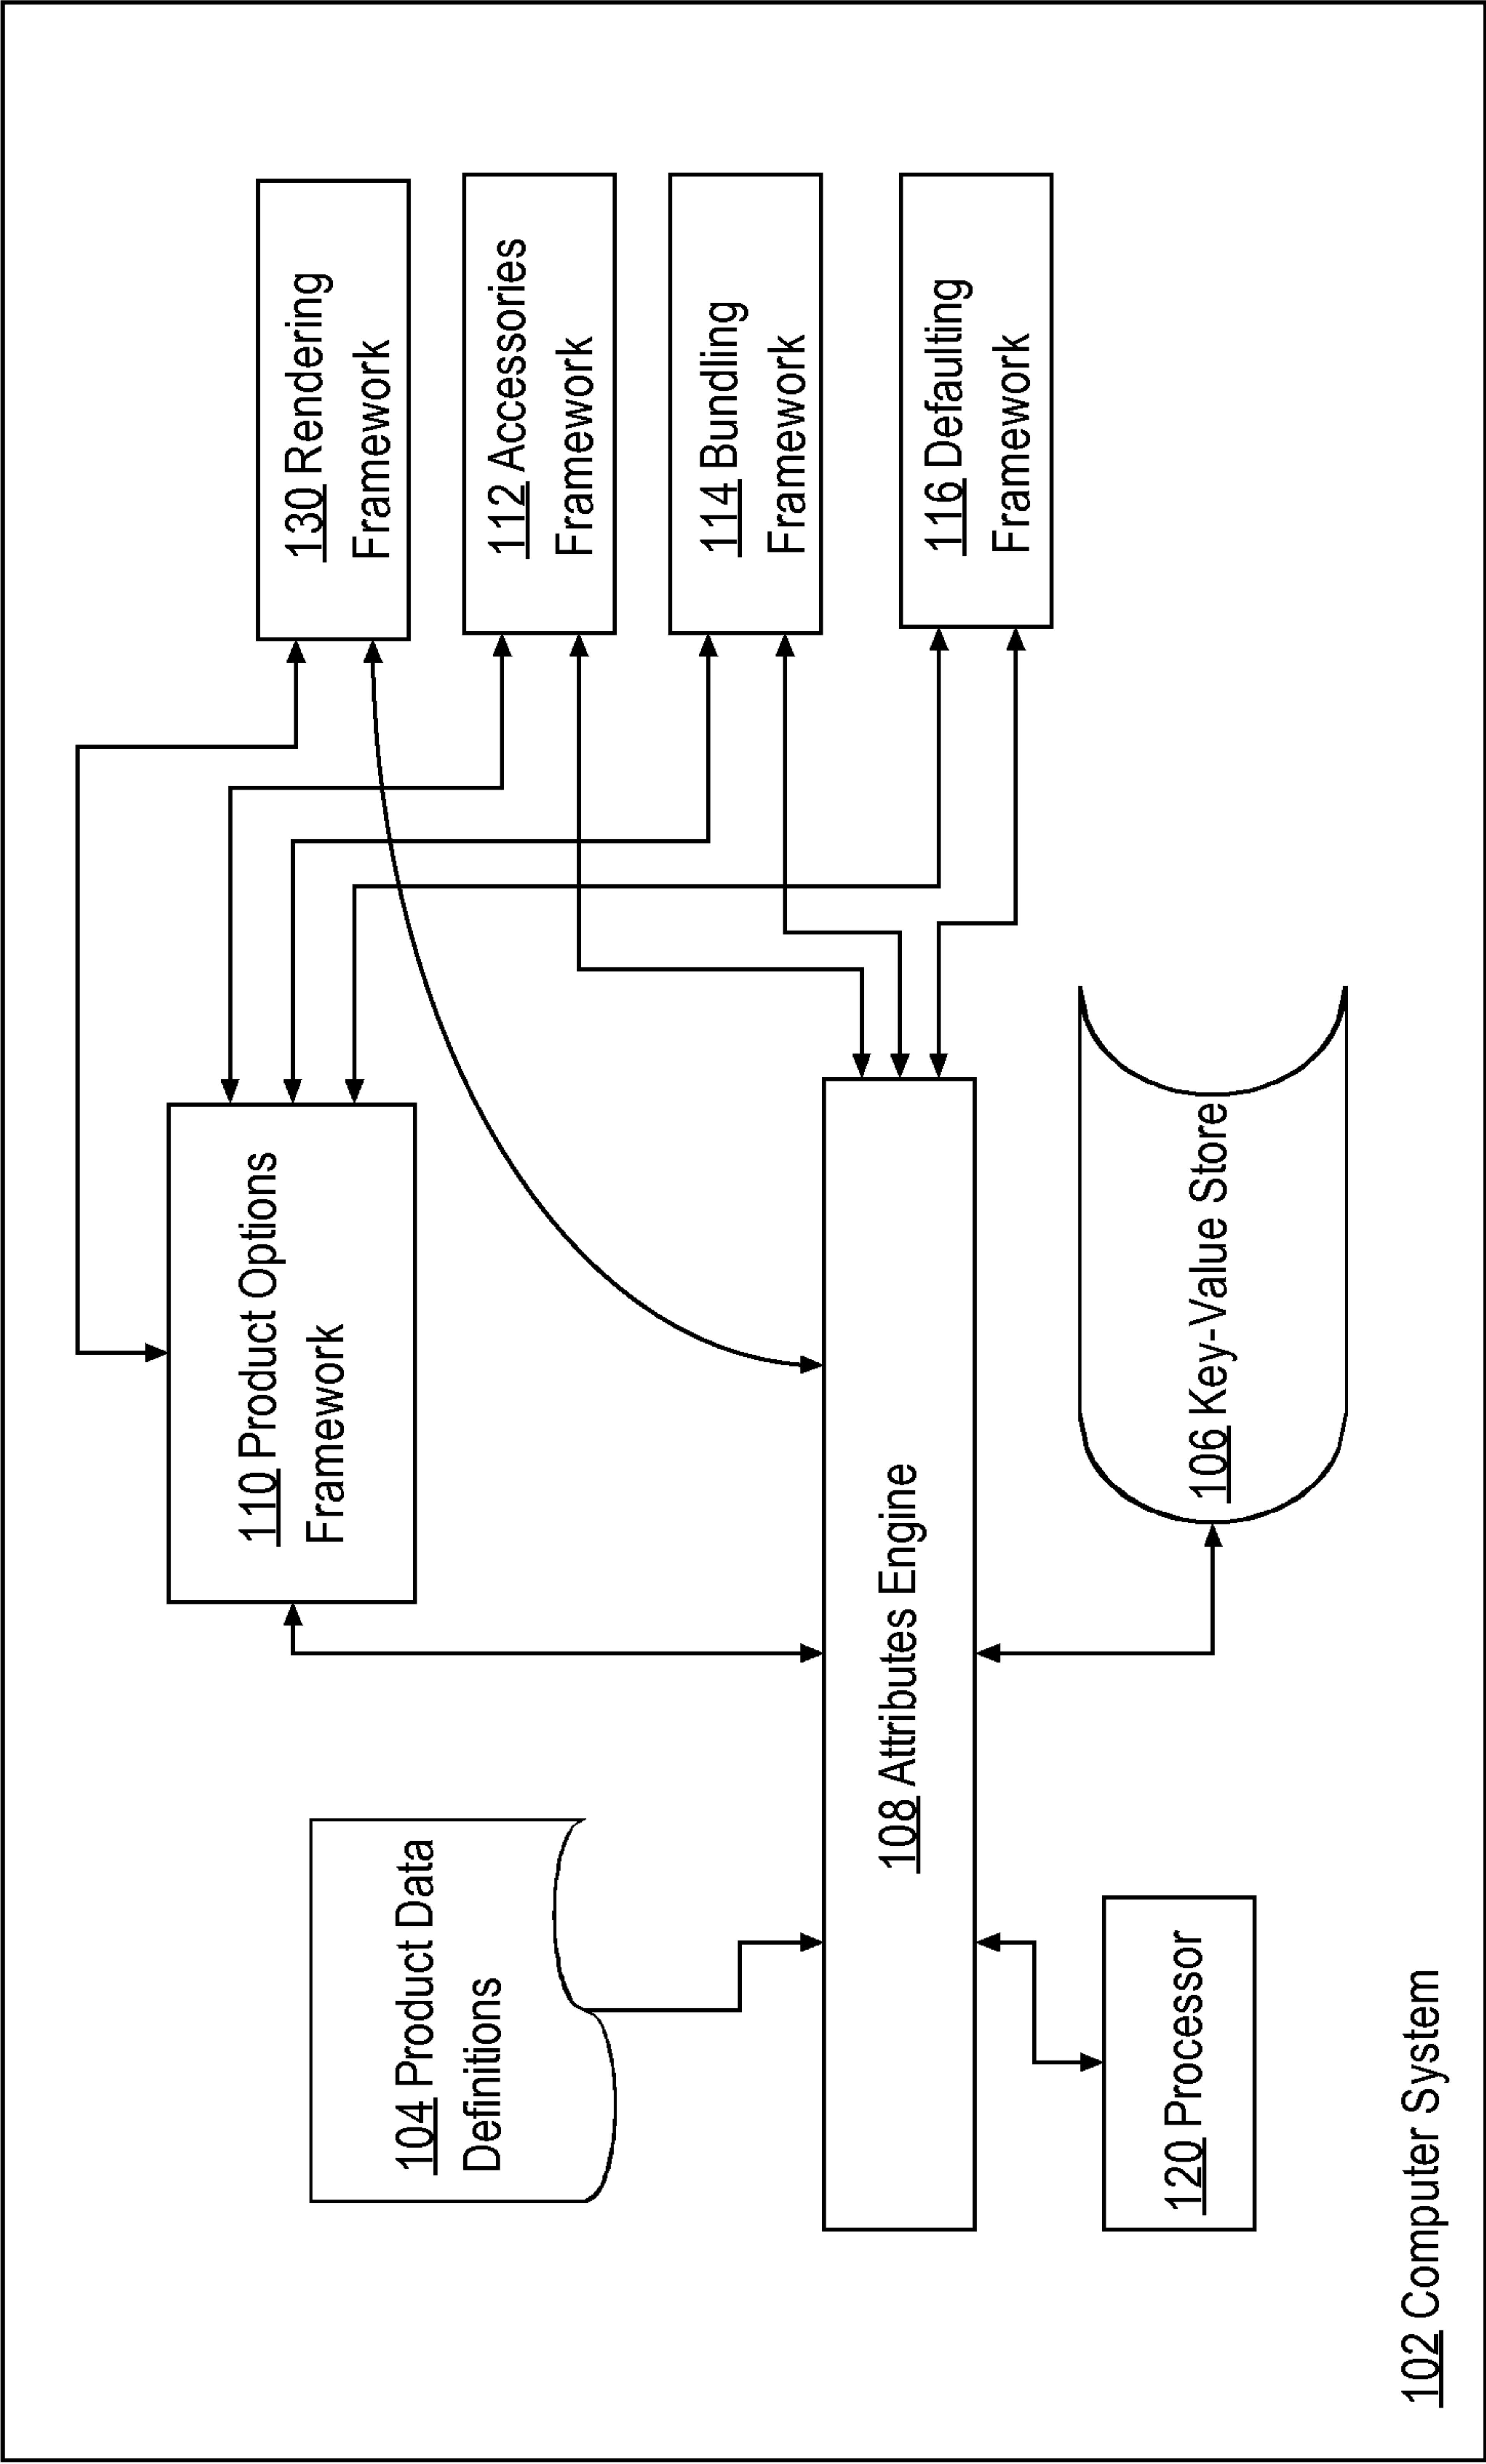 104 Product Data
Definitions
110 Product Options
Framework
130 Rendering
Framework
112 Accessories
Framework
114 Bundling
Framework
116 Defaulting
Framework
108 Attributes Engine
120 Processor
106 Key-Value Store
102 Computer System